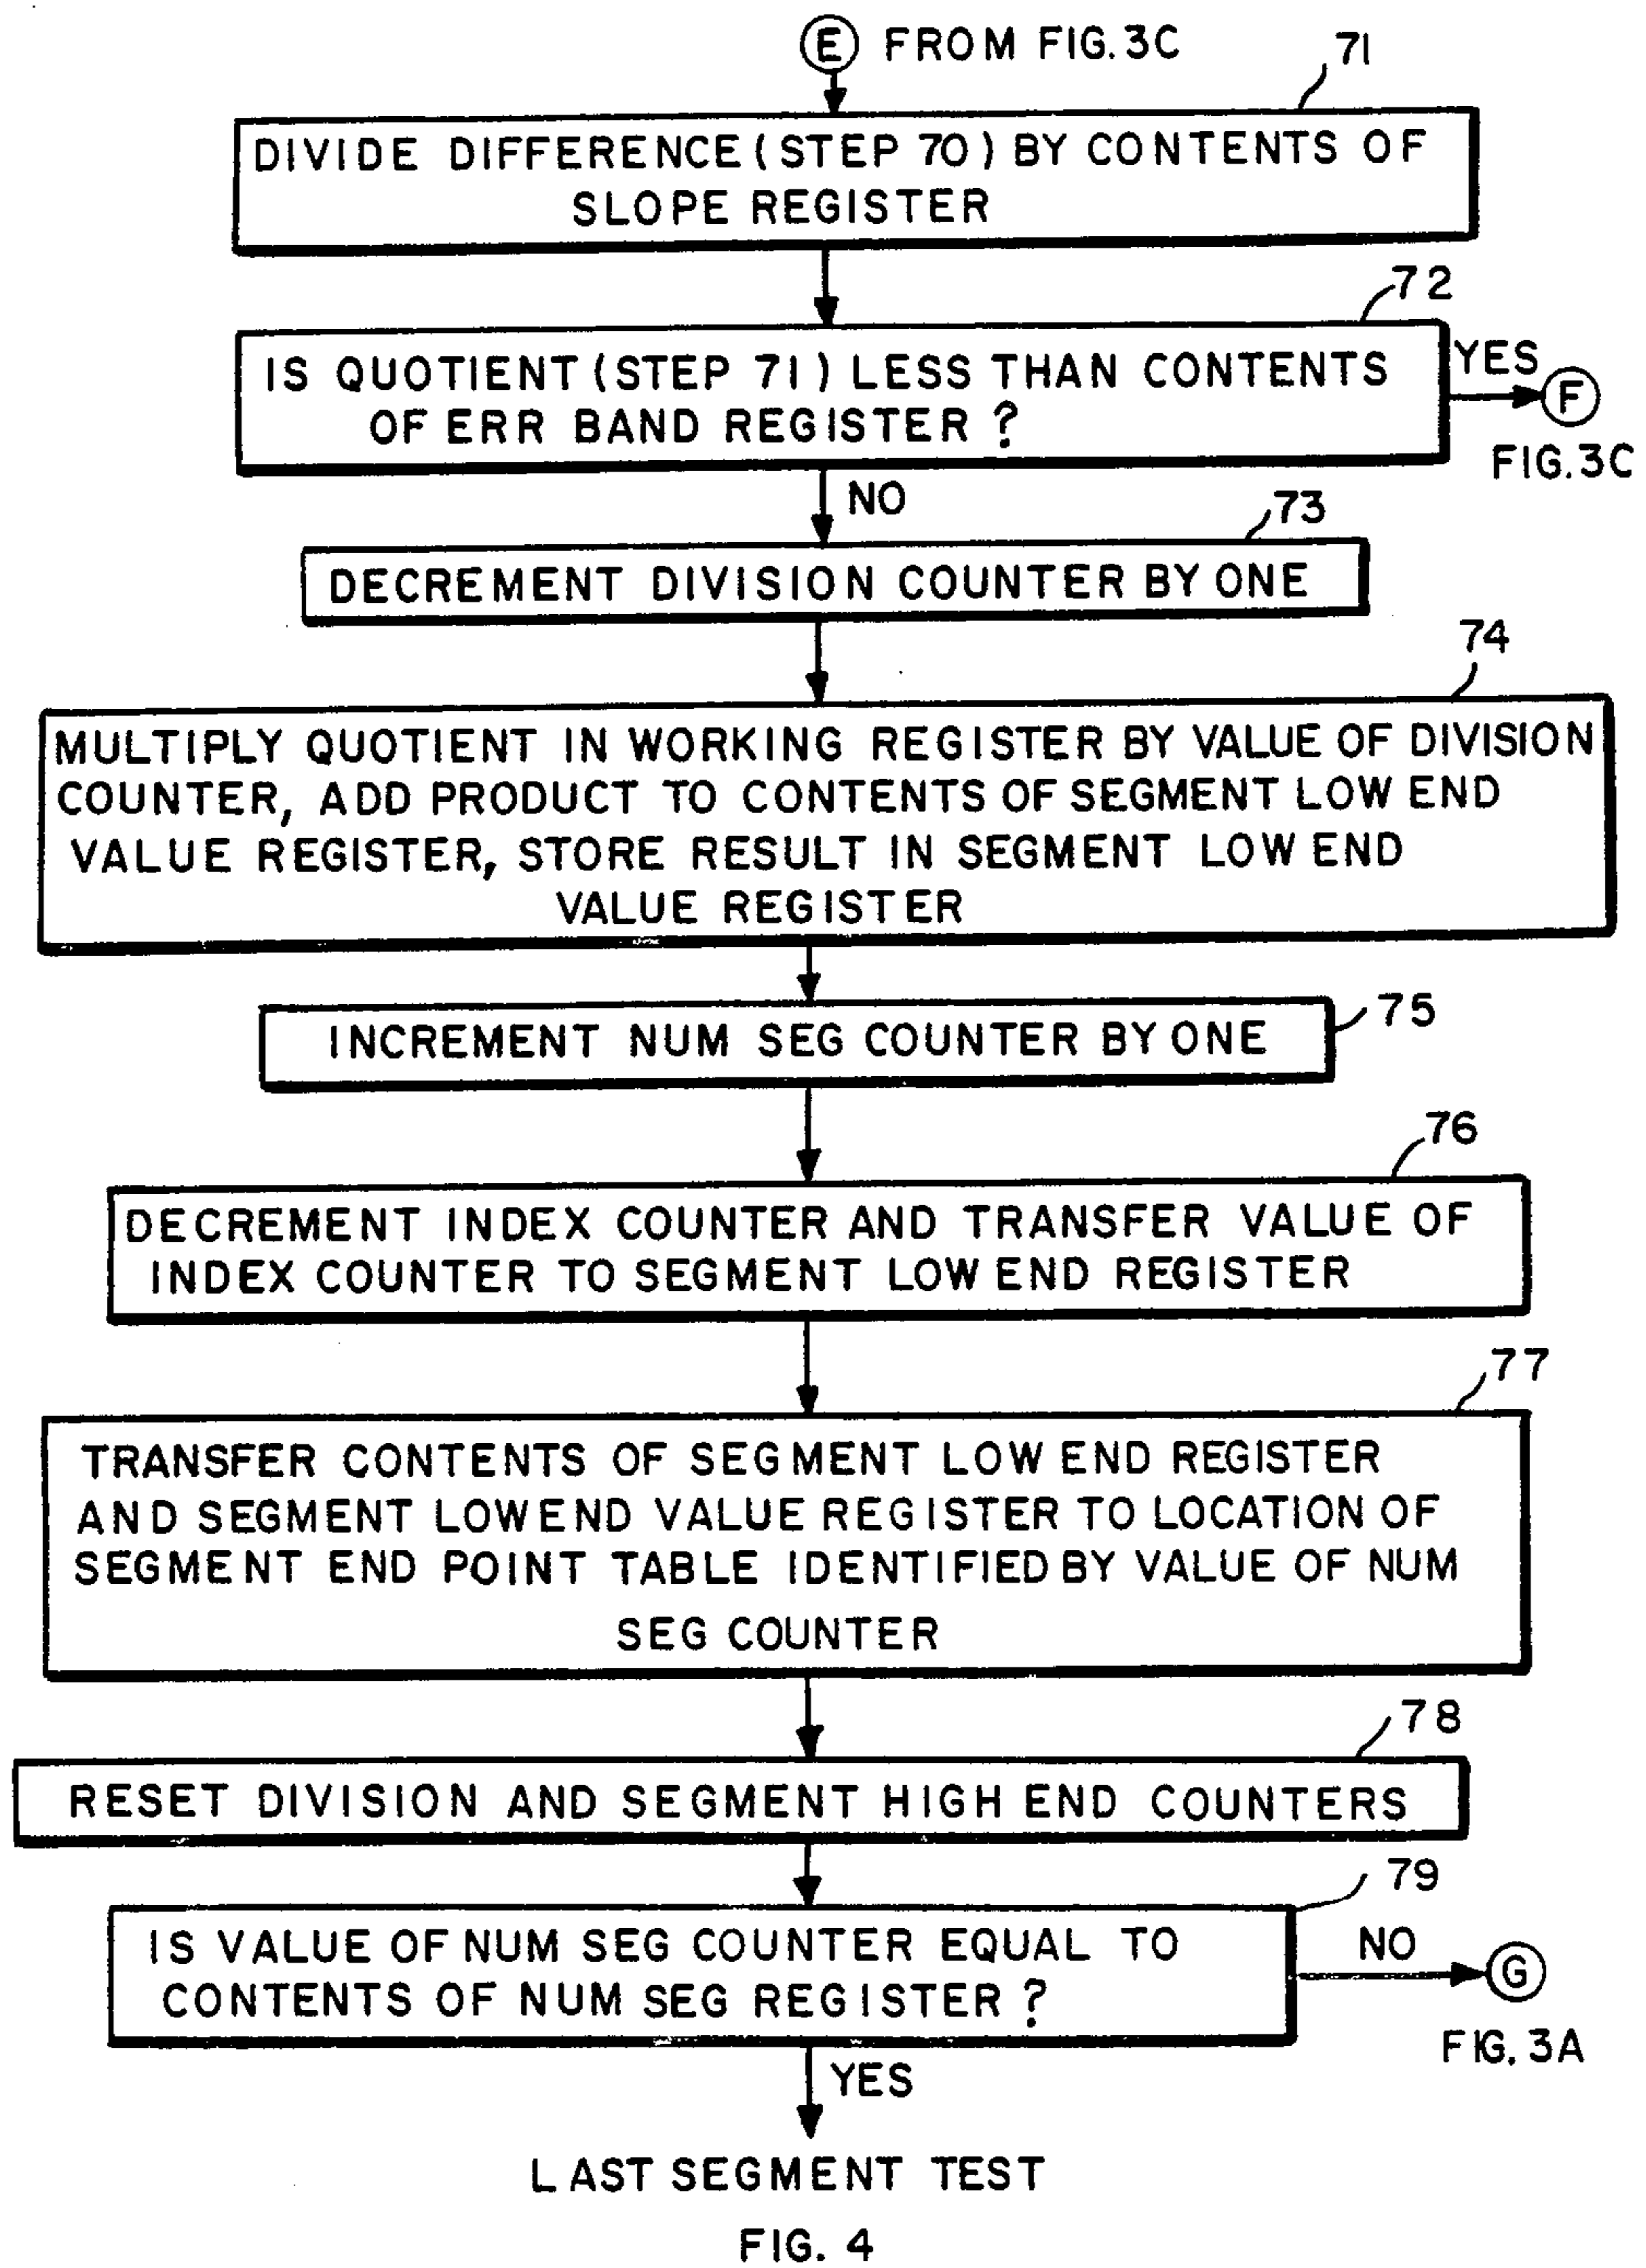 E FROM FIG. 3C
71
DIVIDE DIFFERENCE (STEP 70) BY CONTENTS OF
SLOPE REGISTER
72
IS QUOTIENT (STEP 71) LESS THAN CONTENTS
OF ERR BAND REGISTER ?
YES
F
FIG. 3C
NO
73
DECREMENT DIVISION COUNTER BY ONE
74
MULTIPLY QUOTIENT IN WORKING REGISTER BY VALUE OF DIVISION
COUNTER, ADD PRODUCT TO CONTENTS OF SEGMENT LOW END
VALUE REGISTER, STORE RESULT IN SEGMENT LOW END
VALUE REGISTER
75
INCREMENT NUM SEG COUNTER BY ONE
76
DECREMENT INDEX COUNTER AND TRANSFER VALUE OF
INDEX COUNTER TO SEGMENT LOW END REGISTER
77
TRANSFER CONTENTS OF SEGMENT LOW END REGISTER
AND SEGMENT LOW END VALUE REGISTER TO LOCATION OF
SEGMENT END POINT TABLE IDENTIFIED BY VALUE OF NUM
SEG COUNTER
78
RESET DIVISION AND SEGMENT HIGH END COUNTERS
79
IS VALUE OF NUM SEG COUNTER EQUAL TO
CONTENTS OF NUM SEG REGISTER ?
NO
G
FIG. 3A
YES
LAST SEGMENT TEST
FIG. 4